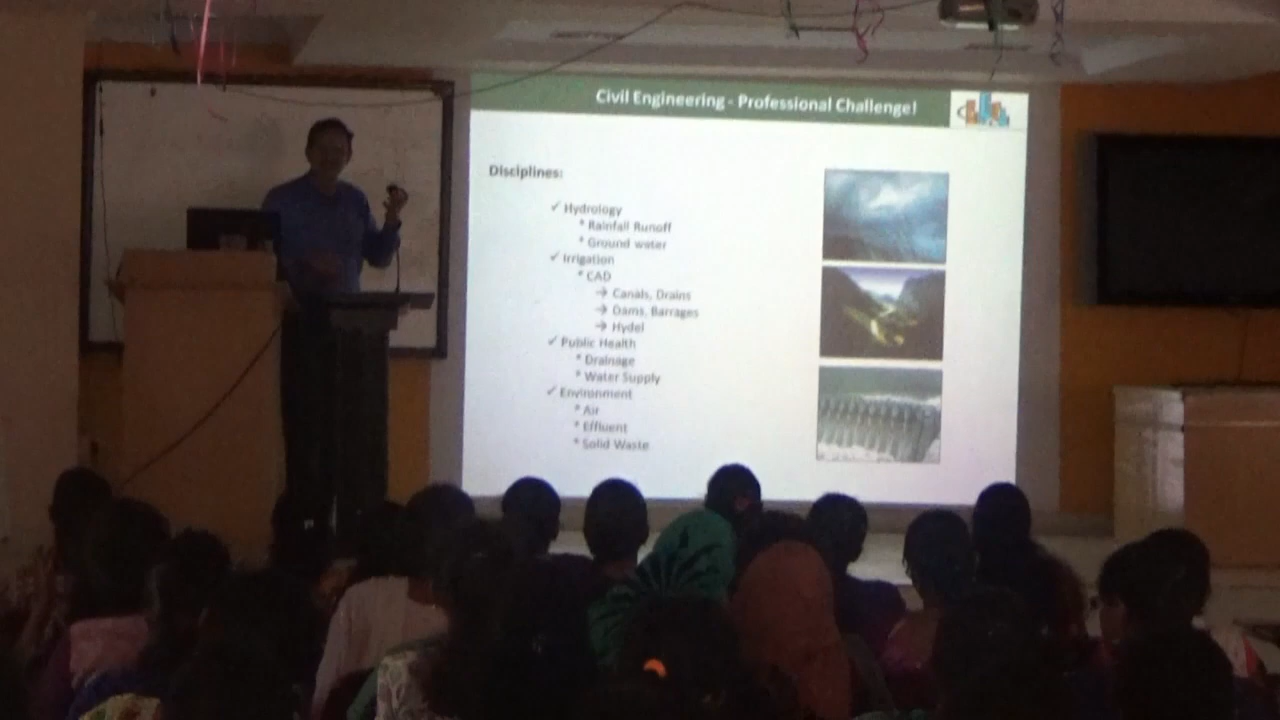 Civil Engineering - Professional Challenge!
Disciplines:
✓ Hydrology
* Rainfall Runoff
* Ground water
✓ Irrigation
* CAD
→ Canals, Drains
→ Dams, Barrages
→ Hydel
✓ Public Health
* Drainage
* Water Supply
✓ Environment
* Air
* Effluent
* Solid Waste